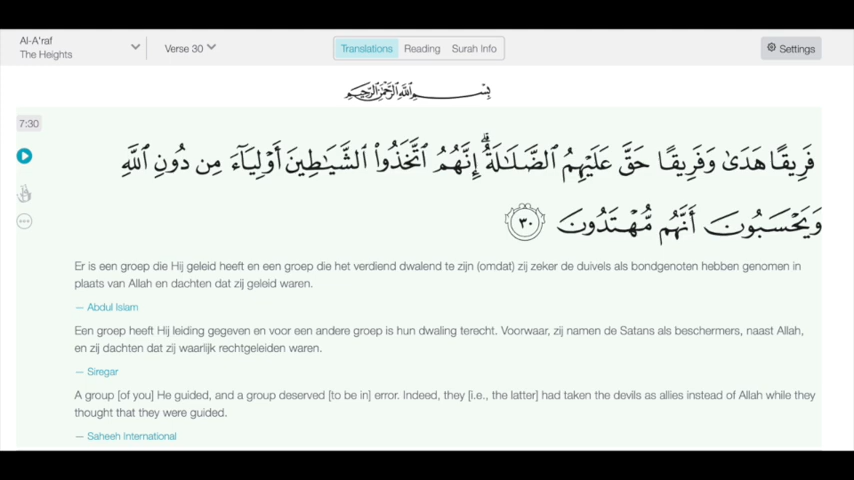 Al-A'raf
The Heights
Verse 30
Translations Reading Surah Info
Settings
بِسْمِ ٱللَّهِ ٱلرَّحْمَٰنِ ٱلرَّحِيمِ
7:30
فَرِيقًا هَدَىٰ وَفَرِيقًا حَقَّ عَلَيْهِمُ ٱلضَّلَٰلَةُ ۗ إِنَّهُمُ ٱتَّخَذُوا۟ ٱلشَّيَٰطِينَ أَوْلِيَآءَ مِن دُونِ ٱللَّهِ
وَيَحْسَبُونَ أَنَّهُم مُّهْتَدُونَ ٣٠
Er is een groep die Hij geleid heeft en een groep die het verdiend dwalend te zijn (omdat) zij zeker de duivels als bondgenoten hebben genomen in
plaats van Allah en dachten dat zij geleid waren.
— Abdul Islam
Een groep heeft Hij leiding gegeven en voor een andere groep is hun dwaling terecht. Voorwaar, zij namen de Satans als beschermers, naast Allah,
en zij dachten dat zij waarlijk rechtgeleiden waren.
— Siregar
A group [of you] He guided, and a group deserved [to be in] error. Indeed, they [i.e., the latter] had taken the devils as allies instead of Allah while they
thought that they were guided.
— Saheeh International